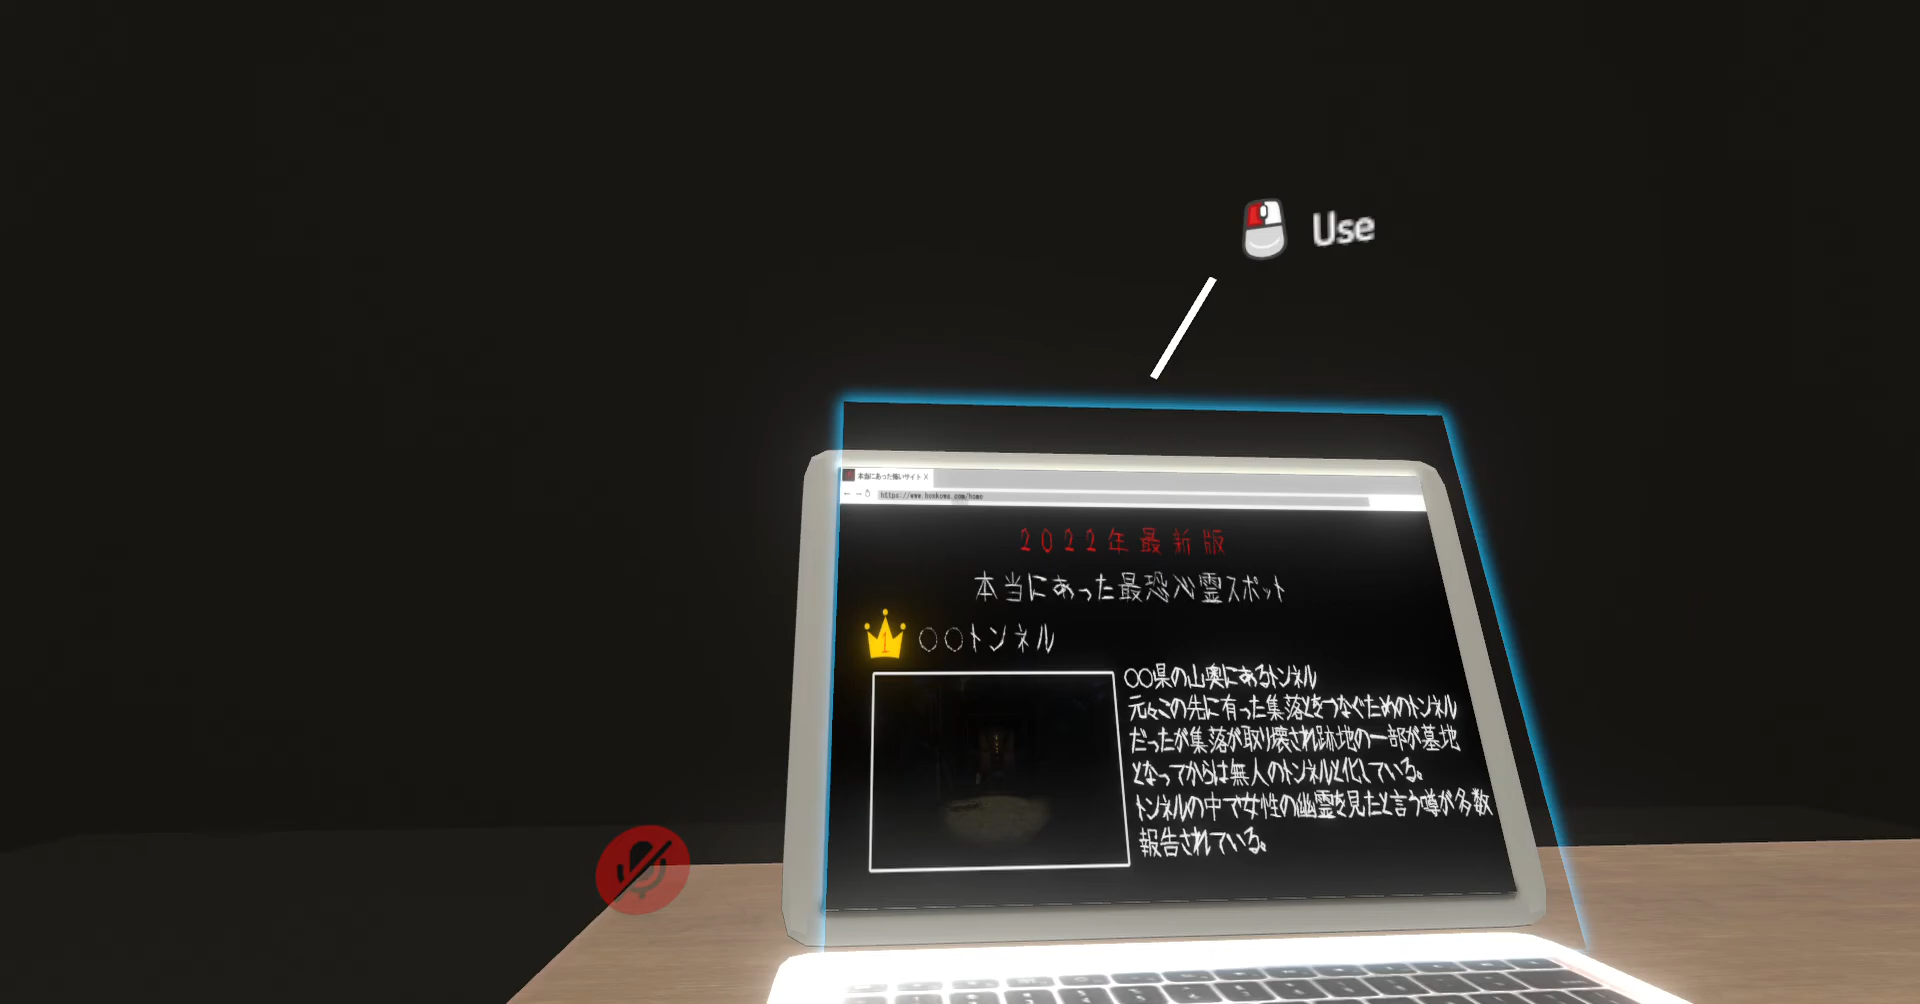 Use
本当にあった怖いサイト X
https://www.honkowa.com/home
2022年最新版
本当にあった最恐心霊スポット
1
○○トンネル
○○県の山奥にあるトンネル
元々この先に有った集落とをつなぐためのトンネル
だったが集落が取り壊され跡地の一部が墓地
となってからは無人のトンネルと化している。
トンネルの中で女性の幽霊を見たと言う噂が多数
報告されている。